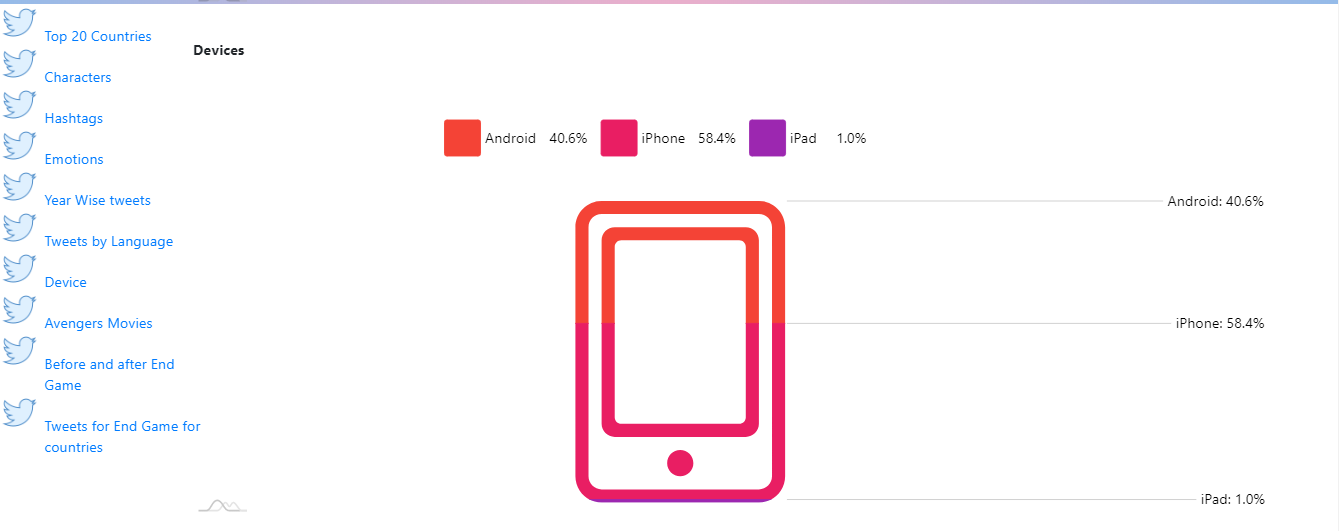 Top 20 Countries
Characters
Hashtags
Emotions
Year Wise tweets
Tweets by Language
Device
Avengers Movies
Before and after End
Game
Tweets for End Game for
countries
Devices
Android 40.6% iPhone 58.4% iPad 1.0%
Android: 40.6%
iPhone: 58.4%
iPad: 1.0%